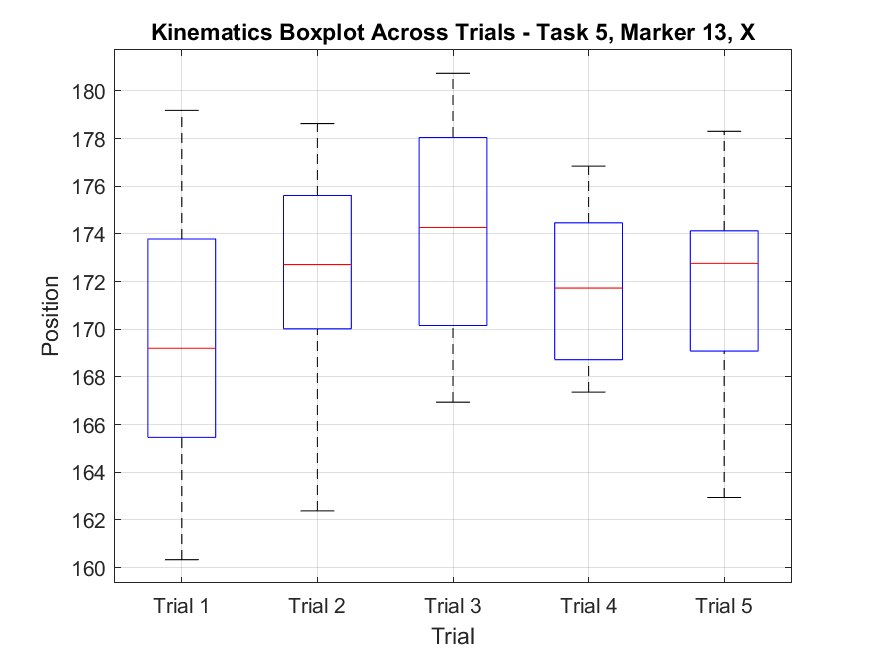 Kinematics Boxplot Across Trials - Task 5, Marker 13, X
180
178
176
174
172
170
168
166
164
162
160
Position
Trial 1 Trial 2 Trial 3 Trial 4 Trial 5
Trial